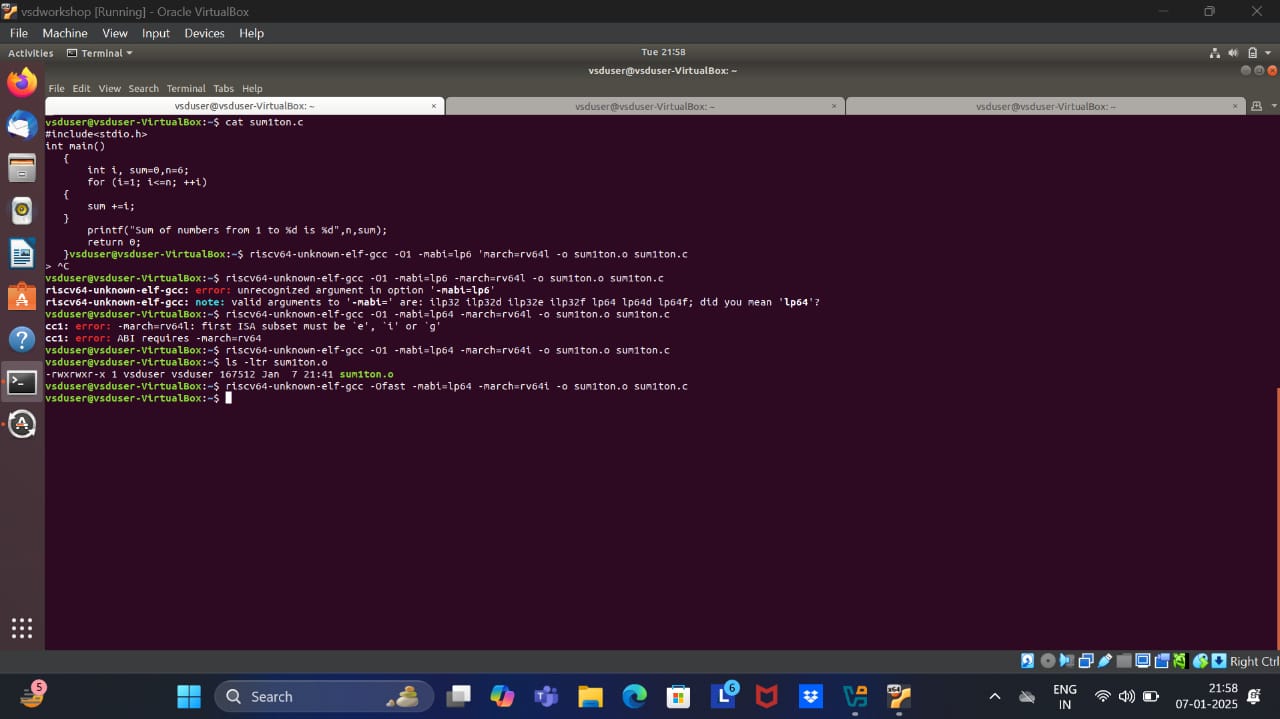 vsdworkshop [Running] - Oracle VirtualBox
File Machine View Input Devices Help
Activities Terminal Tue 21:58
vsduser@vsduser-VirtualBox: ~
File Edit View Search Terminal Tabs Help
vsduser@vsduser-VirtualBox: ~ × vsduser@vsduser-VirtualBox: ~ × vsduser@vsduser-VirtualBox: ~ ×
vsduser@vsduser-VirtualBox:~$ cat sum1ton.c
#include<stdio.h>
int main()
{
int i, sum=0,n=6;
for (i=1; i<=n; ++i)
{
sum +=i;
}
printf("Sum of numbers from 1 to %d is %d",n,sum);
return 0;
}vsduser@vsduser-VirtualBox:~$ riscv64-unknown-elf-gcc -O1 -mabi=lp6 'march=rv64l -o sum1ton.o sum1ton.c
> ^C
vsduser@vsduser-VirtualBox:~$ riscv64-unknown-elf-gcc -O1 -mabi=lp6 -march=rv64l -o sum1ton.o sum1ton.c
riscv64-unknown-elf-gcc: error: unrecognized argument in option '-mabi=lp6'
riscv64-unknown-elf-gcc: note: valid arguments to '-mabi=' are: ilp32 ilp32d ilp32e ilp32f lp64 lp64d lp64f; did you mean 'lp64'?
vsduser@vsduser-VirtualBox:~$ riscv64-unknown-elf-gcc -O1 -mabi=lp64 -march=rv64l -o sum1ton.o sum1ton.c
cc1: error: -march=rv64l: first ISA subset must be `e', `i' or `g'
cc1: error: ABI requires -march=rv64
vsduser@vsduser-VirtualBox:~$ riscv64-unknown-elf-gcc -O1 -mabi=lp64 -march=rv64i -o sum1ton.o sum1ton.c
vsduser@vsduser-VirtualBox:~$ ls -ltr sum1ton.o
-rwxrwxr-x 1 vsduser vsduser 167512 Jan  7 21:41 sum1ton.o
vsduser@vsduser-VirtualBox:~$ riscv64-unknown-elf-gcc -Ofast -mabi=lp64 -march=rv64i -o sum1ton.o sum1ton.c
vsduser@vsduser-VirtualBox:~$
Right Ctrl
5 Search L 6 ENG 21:58
IN 07-01-2025